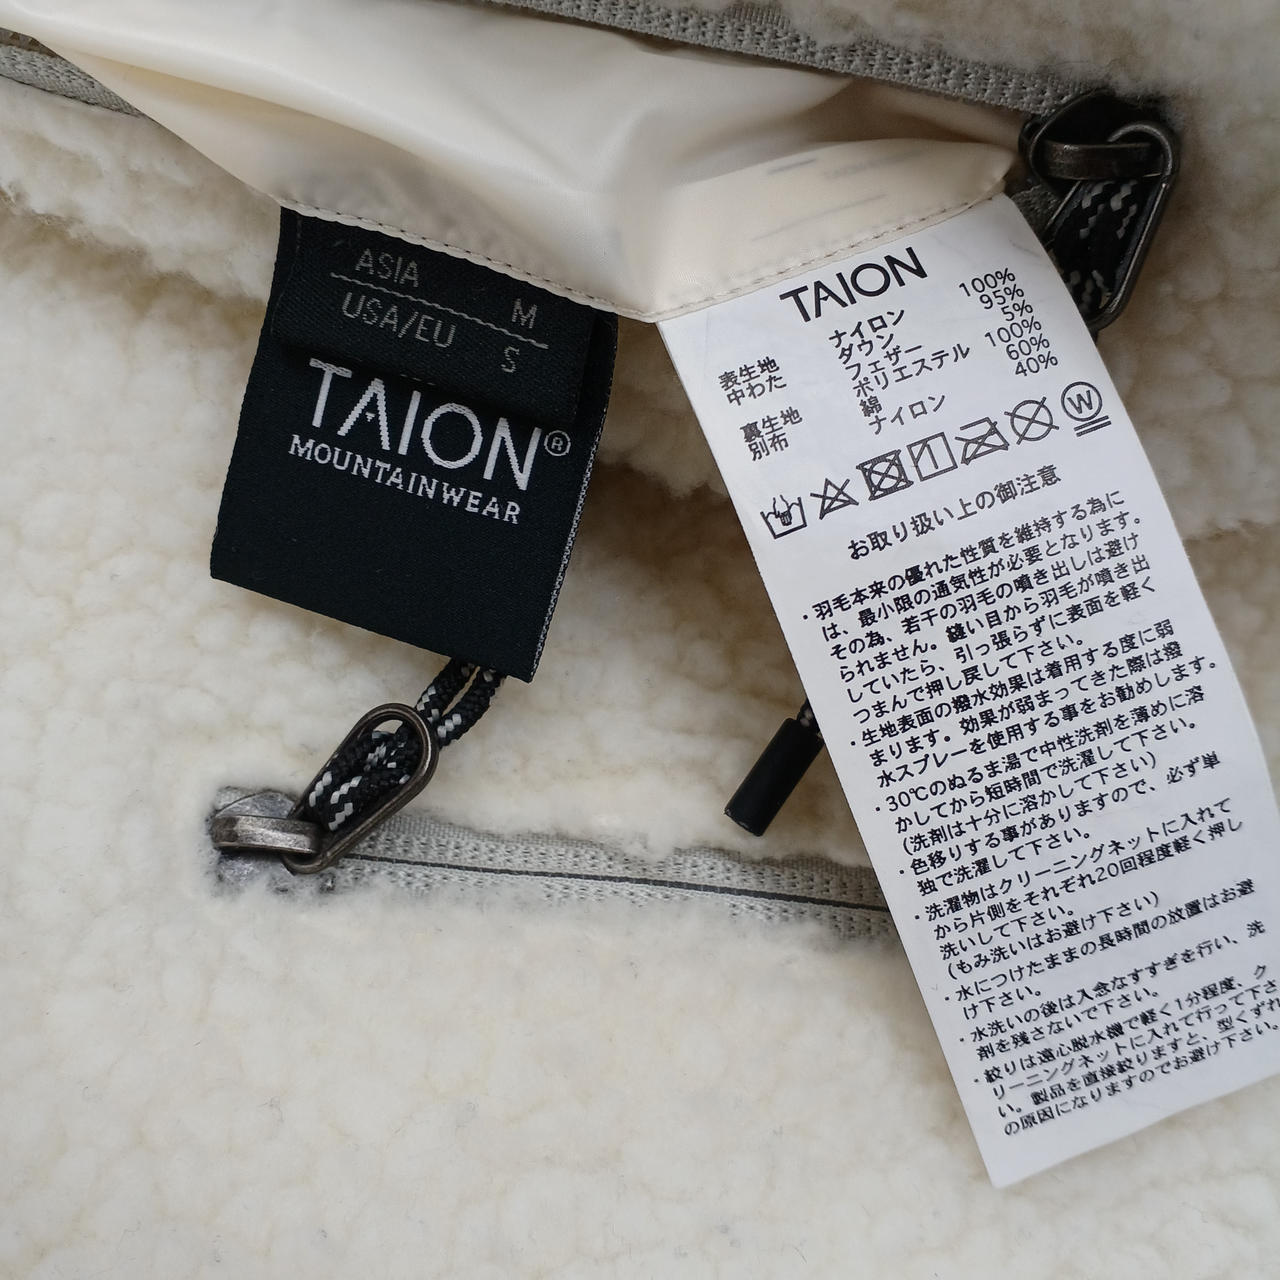 ASIA M
USA/EU S
TAION®
MOUNTAINWEAR
TAION
表生地 ナイロン 100%
中わた ダウン 95%
フェザー 5%
裏生地 ポリエステル 100%
別布 綿 60%
ナイロン 40%
W
お取り扱い上の御注意
・羽毛本来の優れた性質を維持する為に
は、最小限の通気性が必要となります。
その為、若干の羽毛の噴き出しは避け
られません。縫い目から羽毛が噴き出
していたら、引っ張らずに表面を軽く
つまんで押し戻して下さい。
・生地表面の撥水効果は着用する度に弱
まります。効果が弱まってきた際は撥
水スプレーを使用する事をお勧めします。
・30℃のぬるま湯で中性洗剤を薄めに溶
かしてから短時間で洗濯して下さい。
(洗剤は十分に溶かして下さい)
・色移りする事がありますので、必ず単
独で洗濯して下さい。
・洗濯物はクリーニングネットに入れて
から片側をそれぞれ20回程度軽く押し
洗いして下さい。
(もみ洗いはお避け下さい)
・水につけたままの長時間の放置はお避
け下さい。
・水洗いの後は入念なすすぎを行い、洗
剤を残さないで下さい。
・絞りは遠心脱水機で軽く1分程度、ク
リーニングネットに入れて行って下さ
い。製品を直接絞りますと、型くずれ
の原因になりますのでお避け下さい。